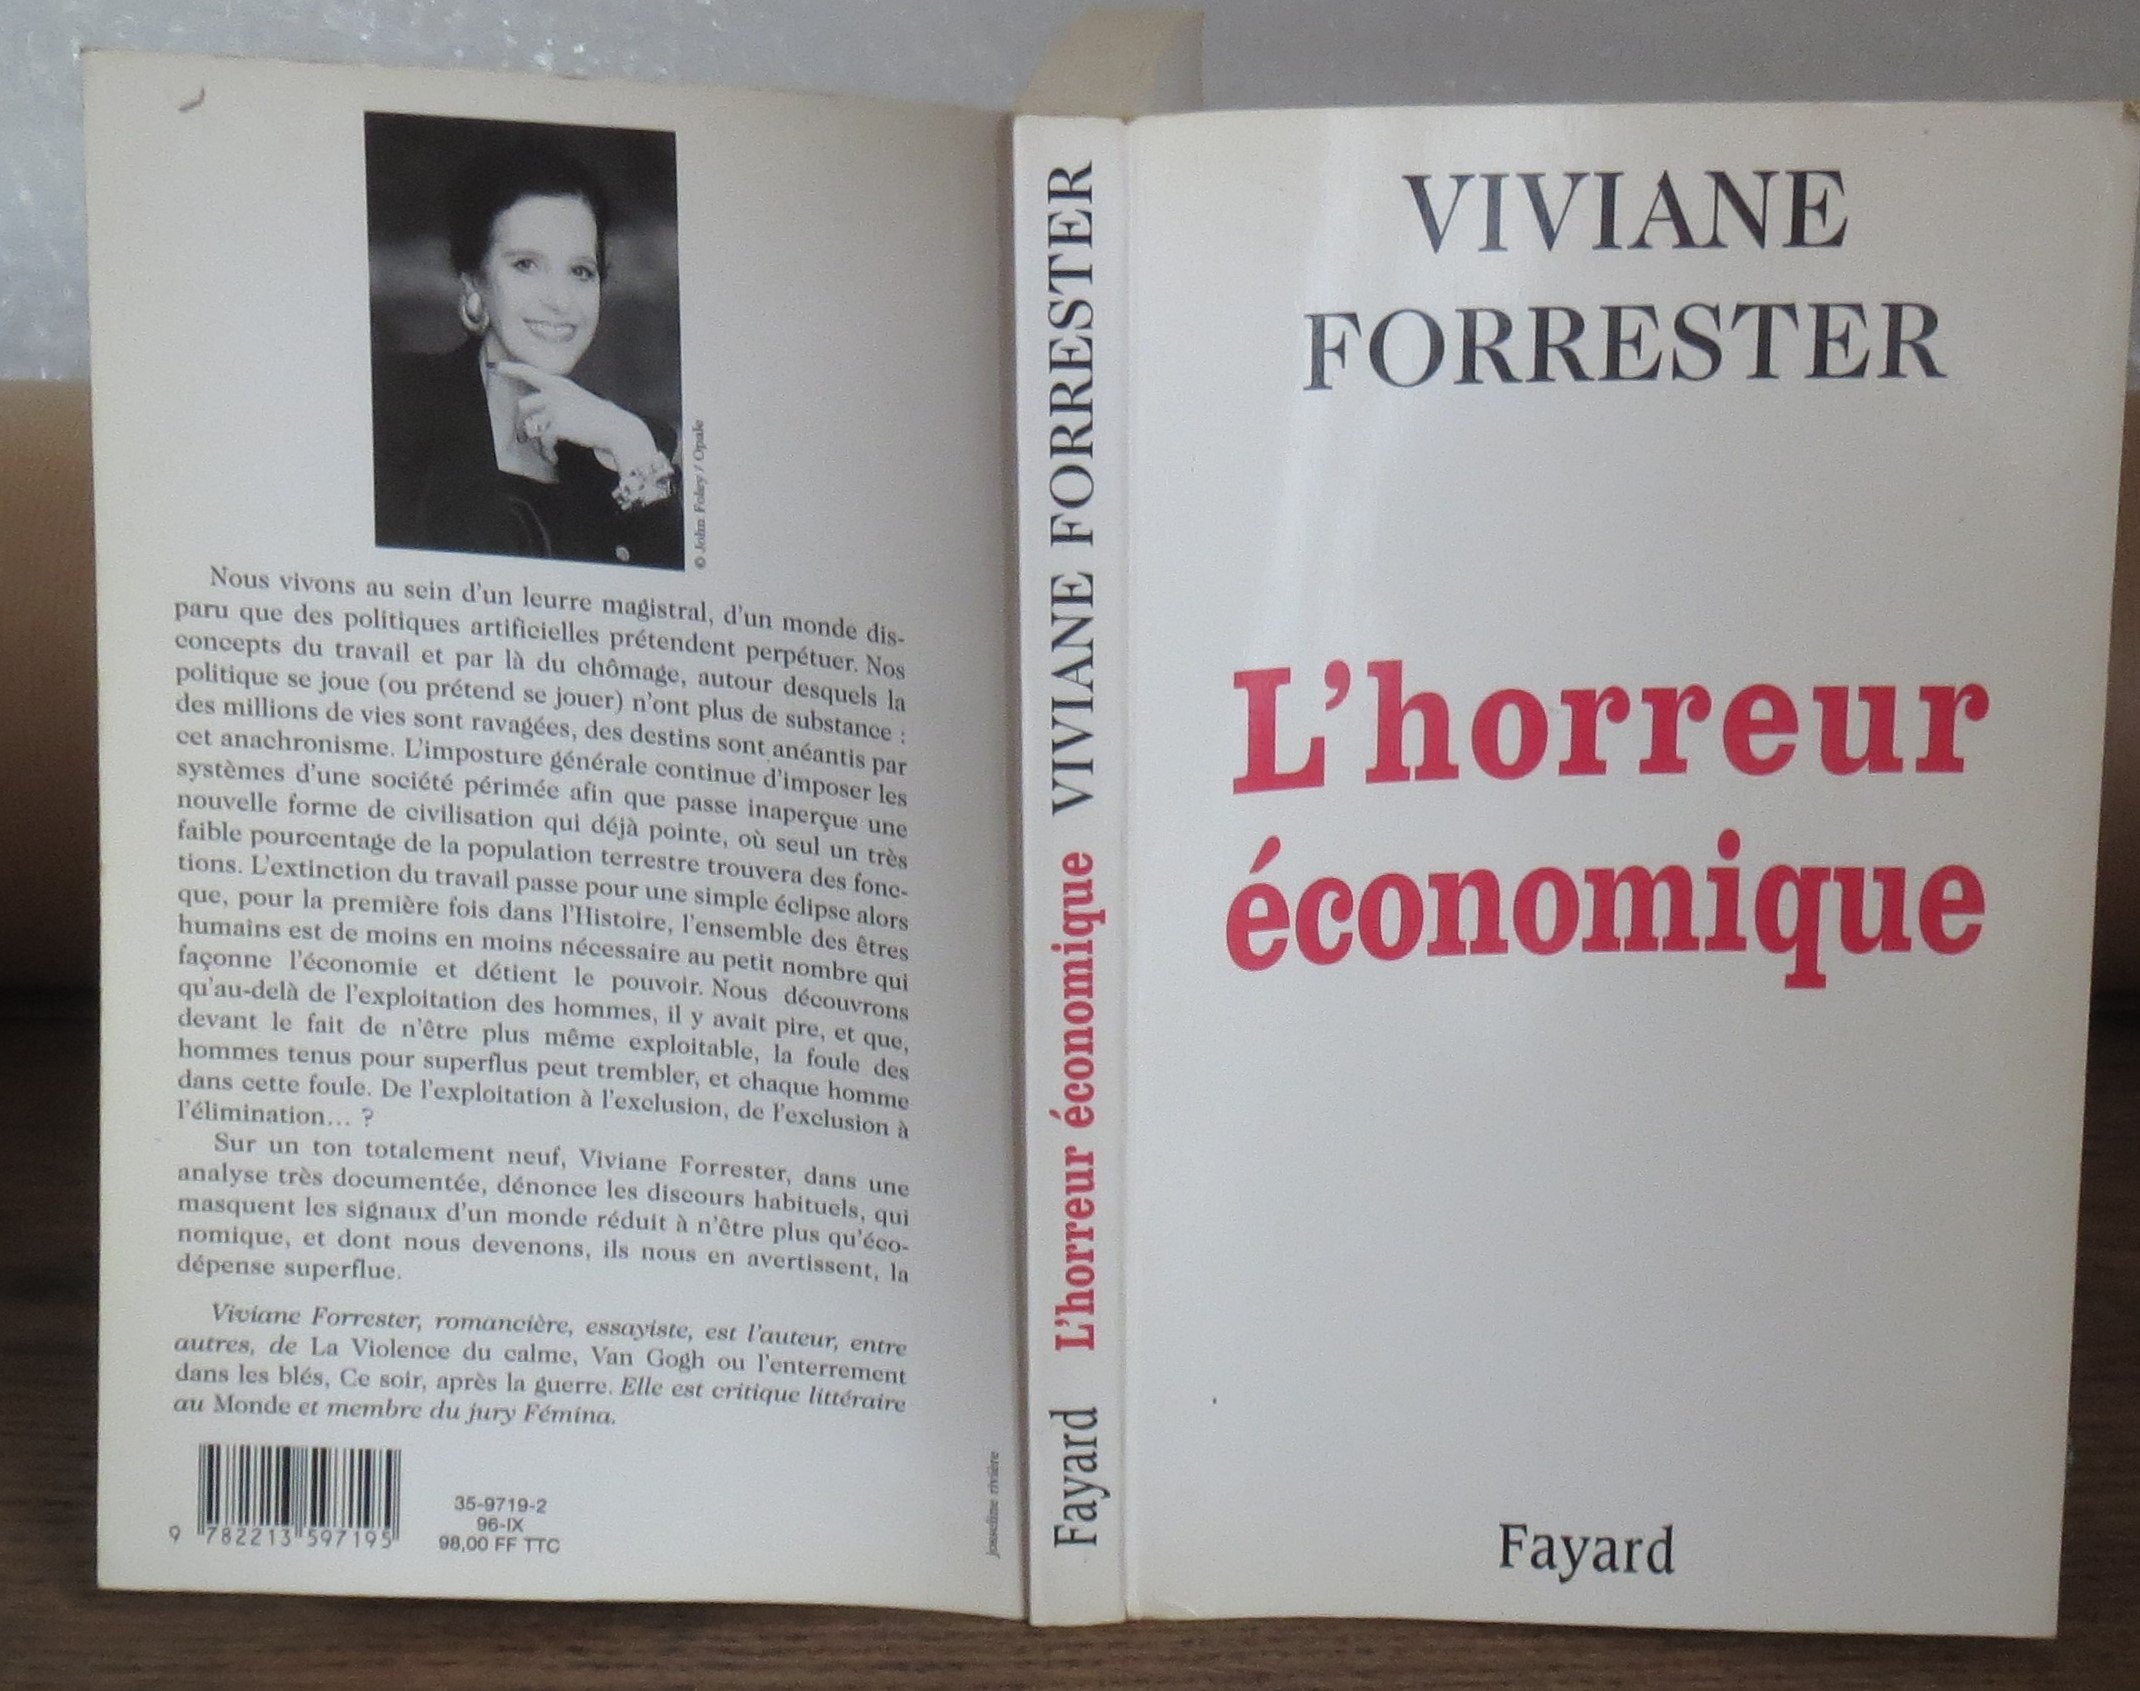 © John Foley / Opale
Nous vivons au sein d'un leurre magistral, d'un monde dis-
paru que des politiques artificielles prétendent perpétuer. Nos
concepts du travail et par là du chômage, autour desquels la
politique se joue (ou prétend se jouer) n'ont plus de substance :
des millions de vies sont ravagées, des destins sont anéantis par
cet anachronisme. L'imposture générale continue d'imposer les
systèmes d'une société périmée afin que passe inaperçue une
nouvelle forme de civilisation qui déjà pointe, où seul un très
faible pourcentage de la population terrestre trouvera des fonc-
tions. L'extinction du travail passe pour une simple éclipse alors
que, pour la première fois dans l'Histoire, l'ensemble des êtres
humains est de moins en moins nécessaire au petit nombre qui
façonne l'économie et détient le pouvoir. Nous découvrons
qu'au-delà de l'exploitation des hommes, il y avait pire, et que,
devant le fait de n'être plus même exploitable, la foule des
hommes tenus pour superflus peut trembler, et chaque homme
dans cette foule. De l'exploitation à l'exclusion, de l'exclusion à
l'élimination... ?
Sur un ton totalement neuf, Viviane Forrester, dans une
analyse très documentée, dénonce les discours habituels, qui
masquent les signaux d'un monde réduit à n'être plus qu'éco-
nomique, et dont nous devenons, ils nous en avertissent, la
dépense superflue.
Viviane Forrester, romancière, essayiste, est l'auteur, entre
autres, de La Violence du calme, Van Gogh ou l'enterrement
dans les blés, Ce soir, après la guerre. Elle est critique littéraire
au Monde et membre du jury Fémina.
9 782213 597195
35-9719-2
96-IX
98,00 FF TTC
josseline rivière
Fayard L'horreur économique VIVIANE FORRESTER
VIVIANE
FORRESTER
L'horreur
économique
Fayard